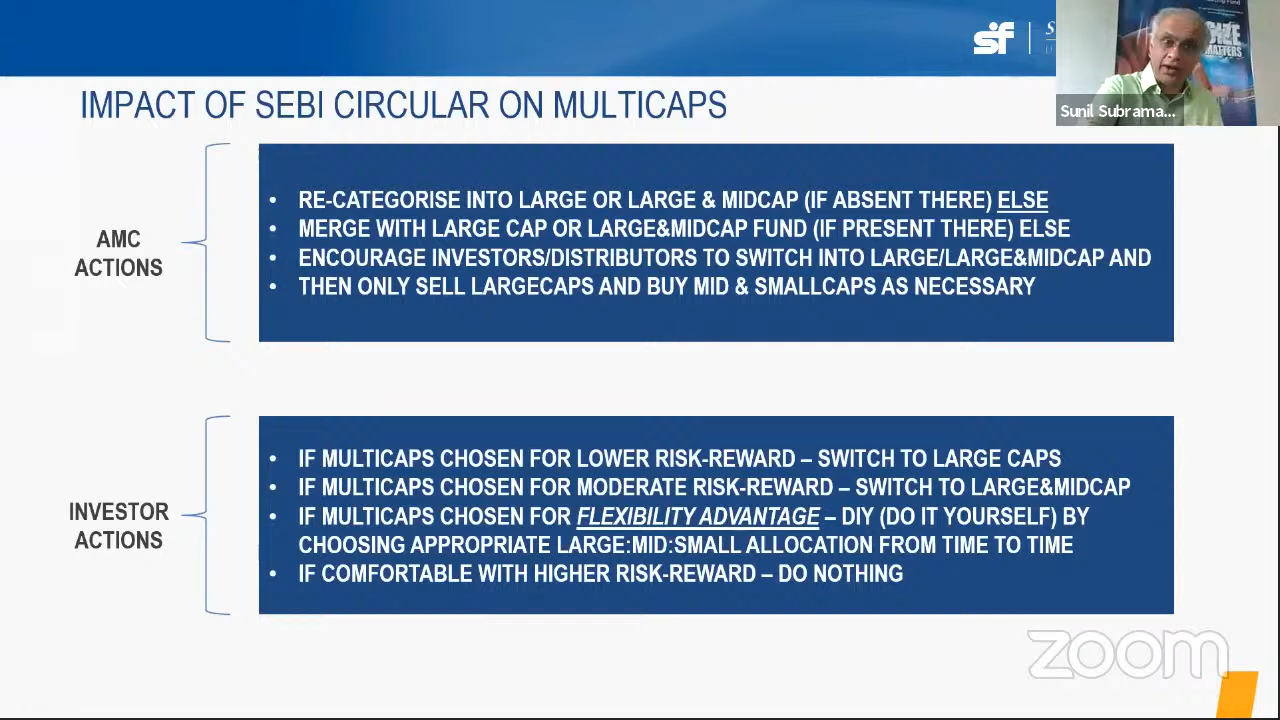 sf
IMPACT OF SEBI CIRCULAR ON MULTICAPS
SIZE
MATTERS
Sunil Subrama...
AMC
ACTIONS
• RE-CATEGORISE INTO LARGE OR LARGE & MIDCAP (IF ABSENT THERE) ELSE
• MERGE WITH LARGE CAP OR LARGE&MIDCAP FUND (IF PRESENT THERE) ELSE
• ENCOURAGE INVESTORS/DISTRIBUTORS TO SWITCH INTO LARGE/LARGE&MIDCAP AND
• THEN ONLY SELL LARGECAPS AND BUY MID & SMALLCAPS AS NECESSARY
INVESTOR
ACTIONS
• IF MULTICAPS CHOSEN FOR LOWER RISK-REWARD – SWITCH TO LARGE CAPS
• IF MULTICAPS CHOSEN FOR MODERATE RISK-REWARD – SWITCH TO LARGE&MIDCAP
• IF MULTICAPS CHOSEN FOR FLEXIBILITY ADVANTAGE – DIY (DO IT YOURSELF) BY
CHOOSING APPROPRIATE LARGE:MID:SMALL ALLOCATION FROM TIME TO TIME
• IF COMFORTABLE WITH HIGHER RISK-REWARD – DO NOTHING
zoom